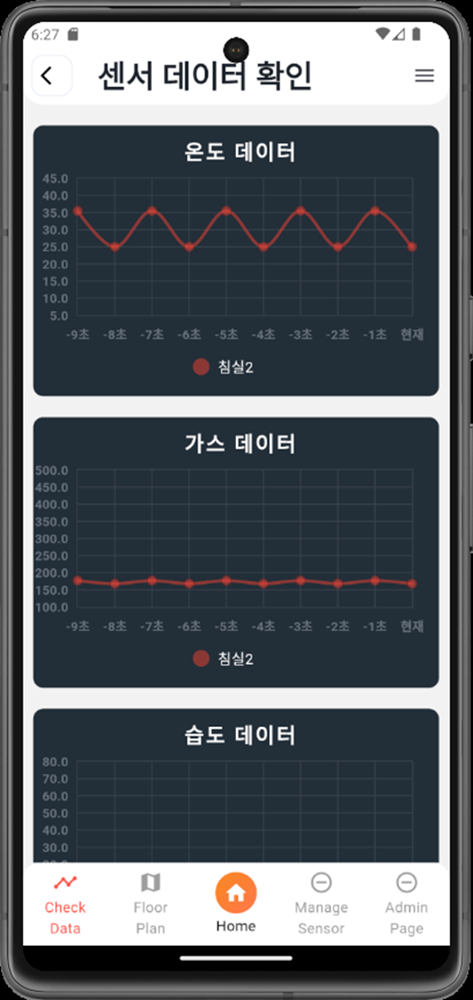 6:27
센서 데이터 확인
온도 데이터
45.0
40.0
35.0
30.0
25.0
20.0
15.0
10.0
5.0
-9초 -8초 -7초 -6초 -5초 -4초 -3초 -2초 -1초 현재
침실2
가스 데이터
500.0
450.0
400.0
350.0
300.0
250.0
200.0
150.0
100.0
-9초 -8초 -7초 -6초 -5초 -4초 -3초 -2초 -1초 현재
침실2
습도 데이터
80.0
70.0
60.0
50.0
40.0
30.0
Check Data
Floor Plan
Home
Manage Sensor
Admin Page